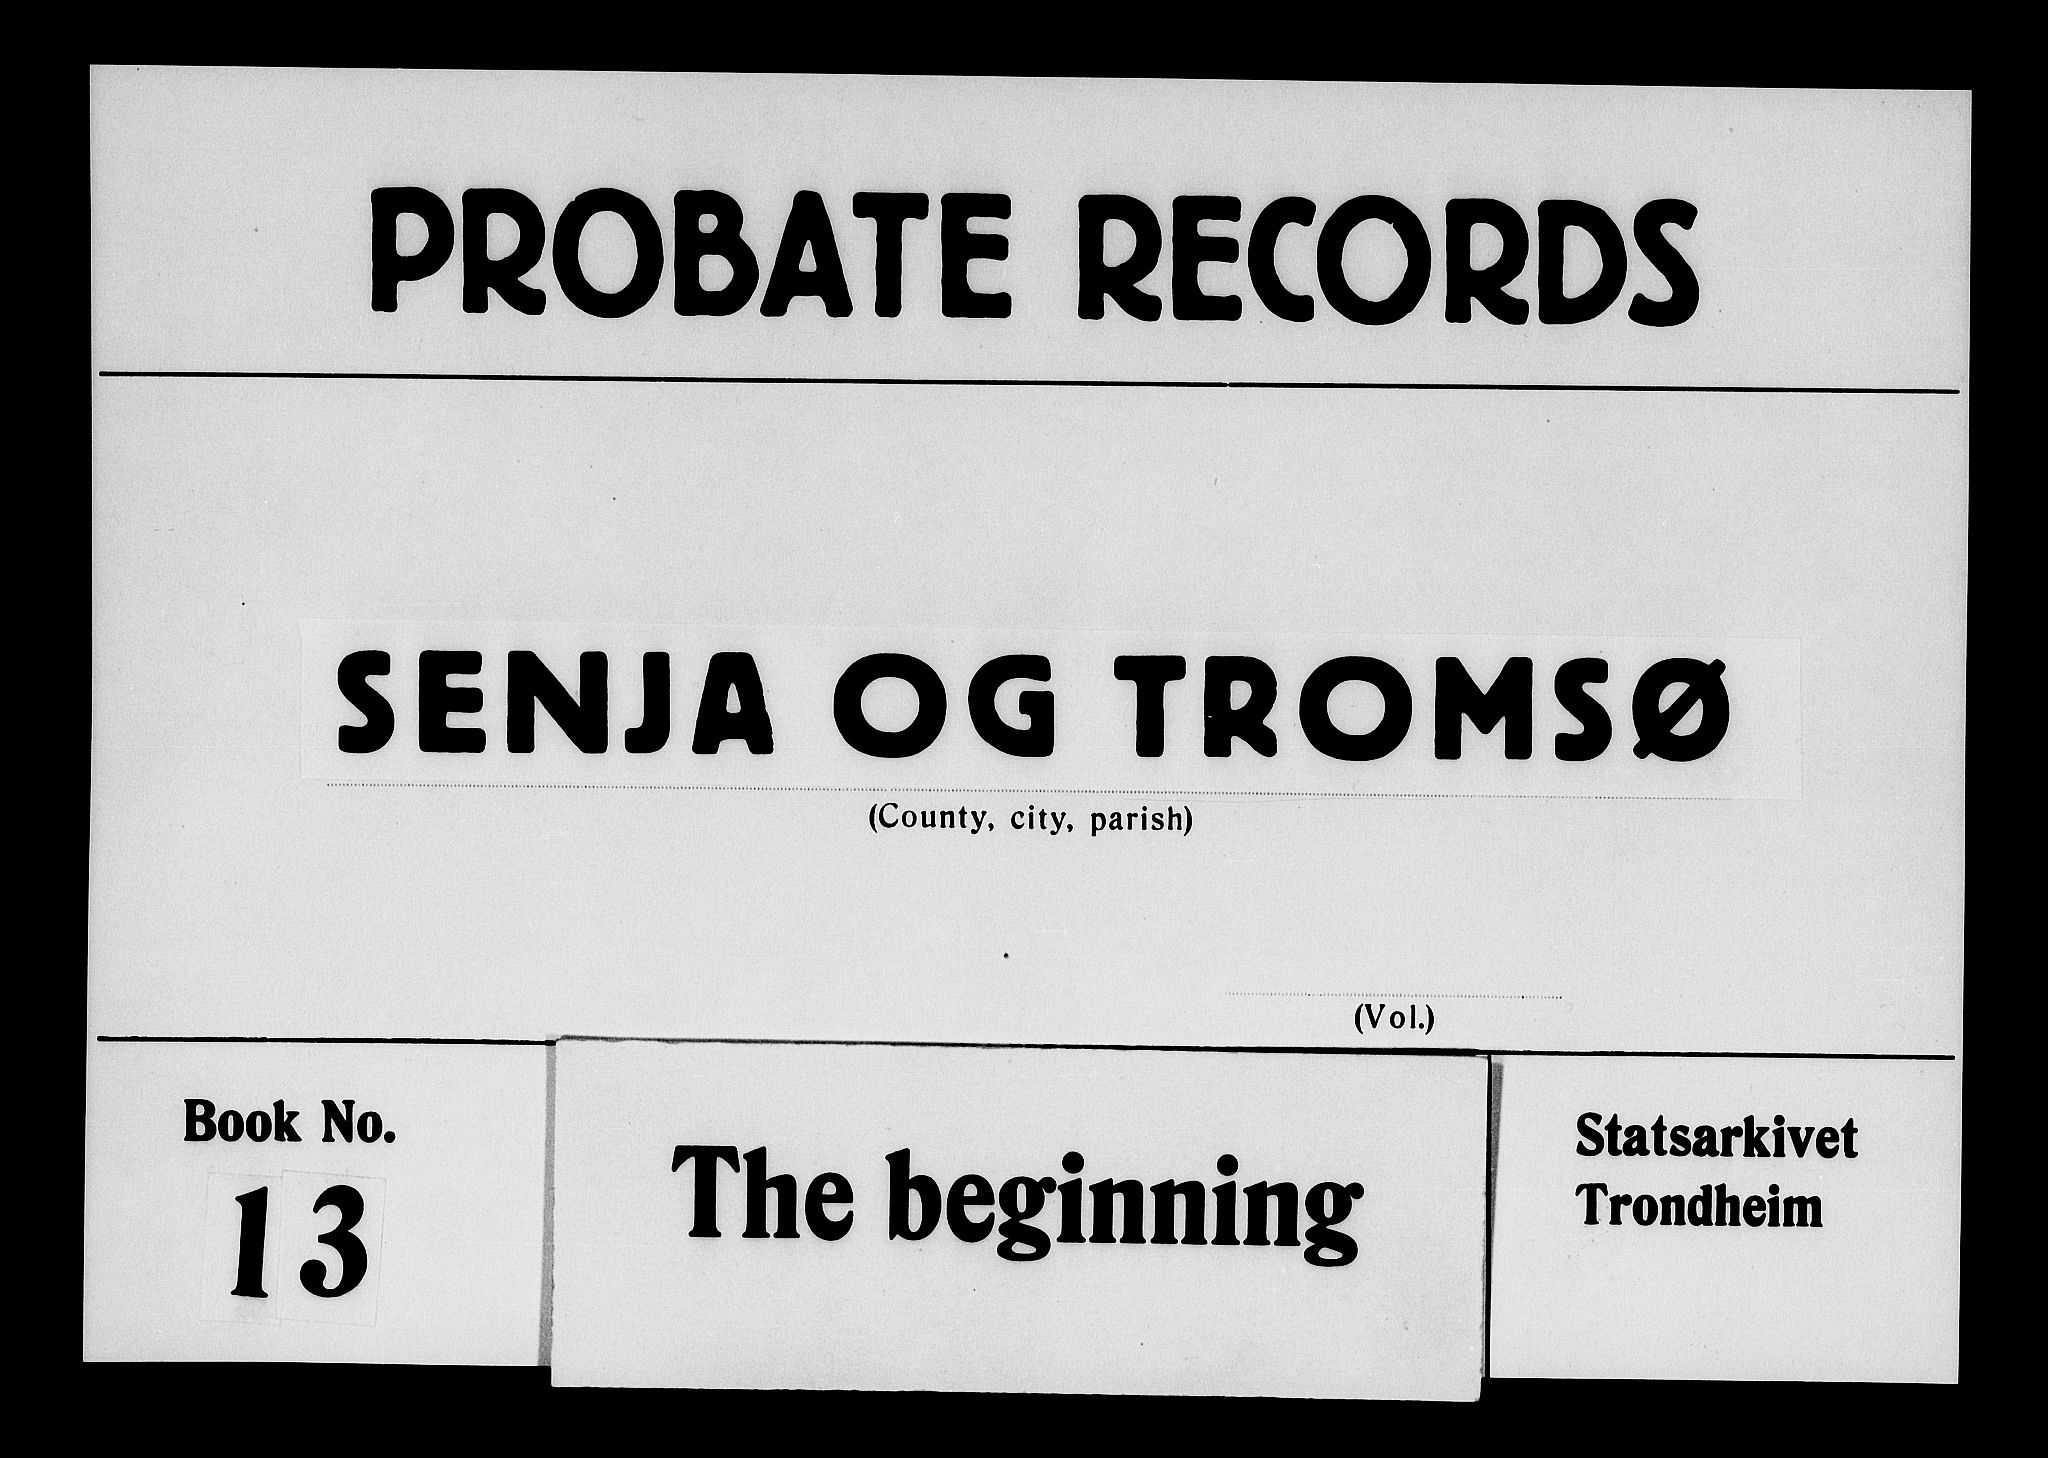 PROBATE RECORDS
SENJA OG TROMSØ
(County, city, parish)
(Vol.)
Book No.
13
The beginning
Statsarkivet
Trondheim